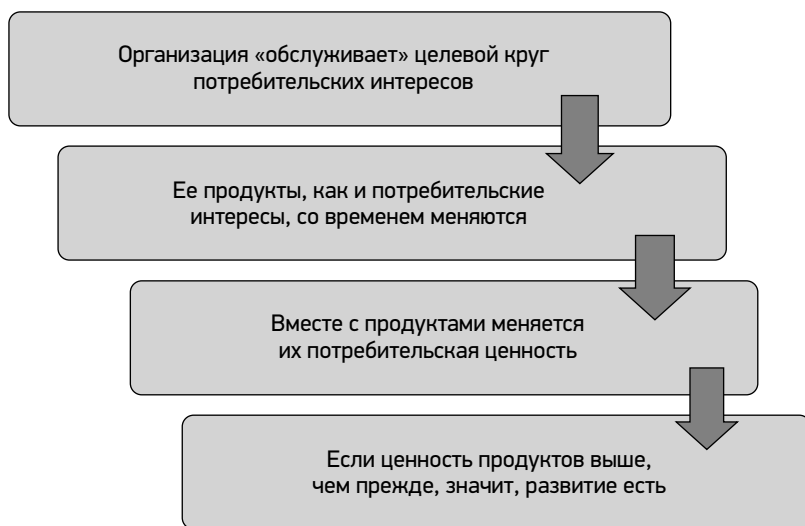 Организация «обслуживает» целевой круг
потребительских интересов
Ее продукты, как и потребительские
интересы, со временем меняются
Вместе с продуктами меняется
их потребительская ценность
Если ценность продуктов выше,
чем прежде, значит, развитие есть